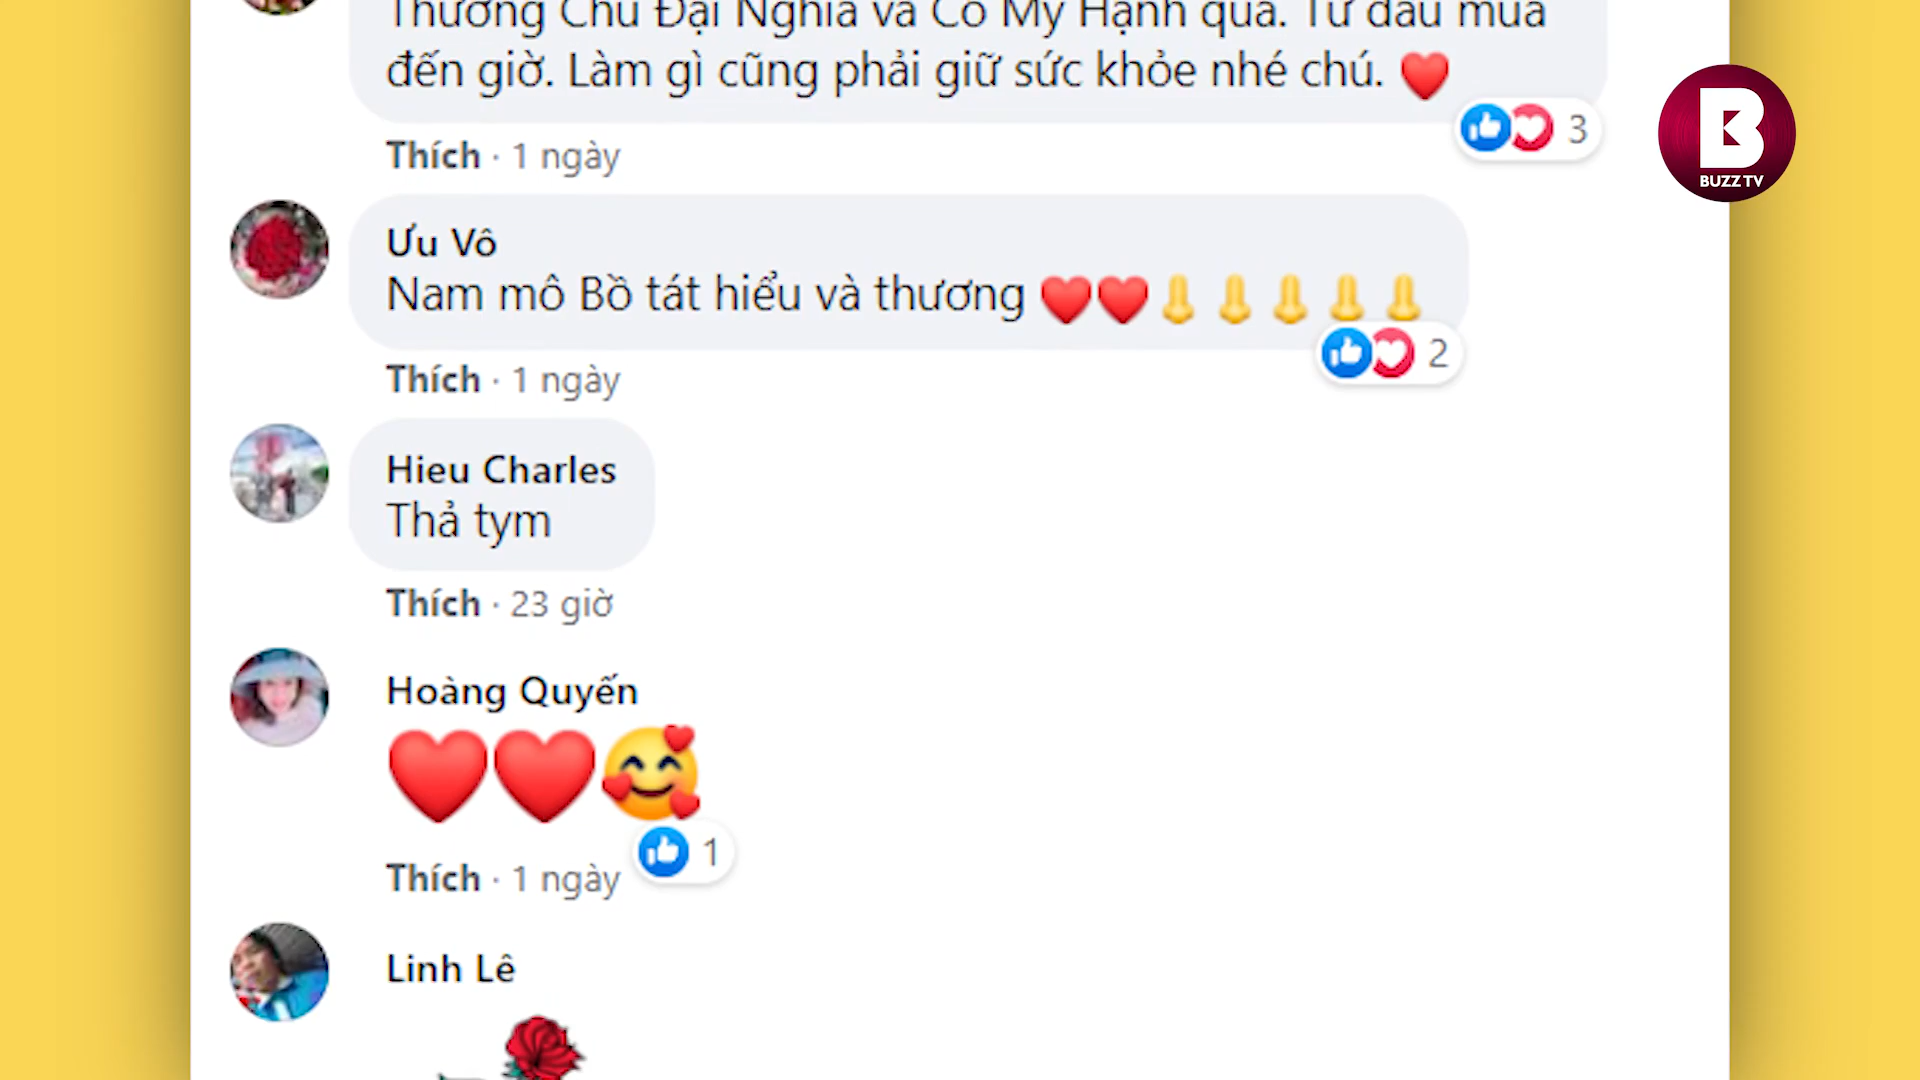 Thương Chú Đại Nghĩa và Cô Mỹ Hạnh quá. Từ đầu mùa
đến giờ. Làm gì cũng phải giữ sức khỏe nhé chú. ❤️
3
Thích · 1 ngày
BUZZ TV
Ưu Vô
Nam mô Bồ tát hiểu và thương ❤️❤️👃👃👃👃👃
2
Thích · 1 ngày
Hieu Charles
Thả tym
Thích · 23 giờ
Hoàng Quyến
❤️❤️🥰
1
Thích · 1 ngày
Linh Lê